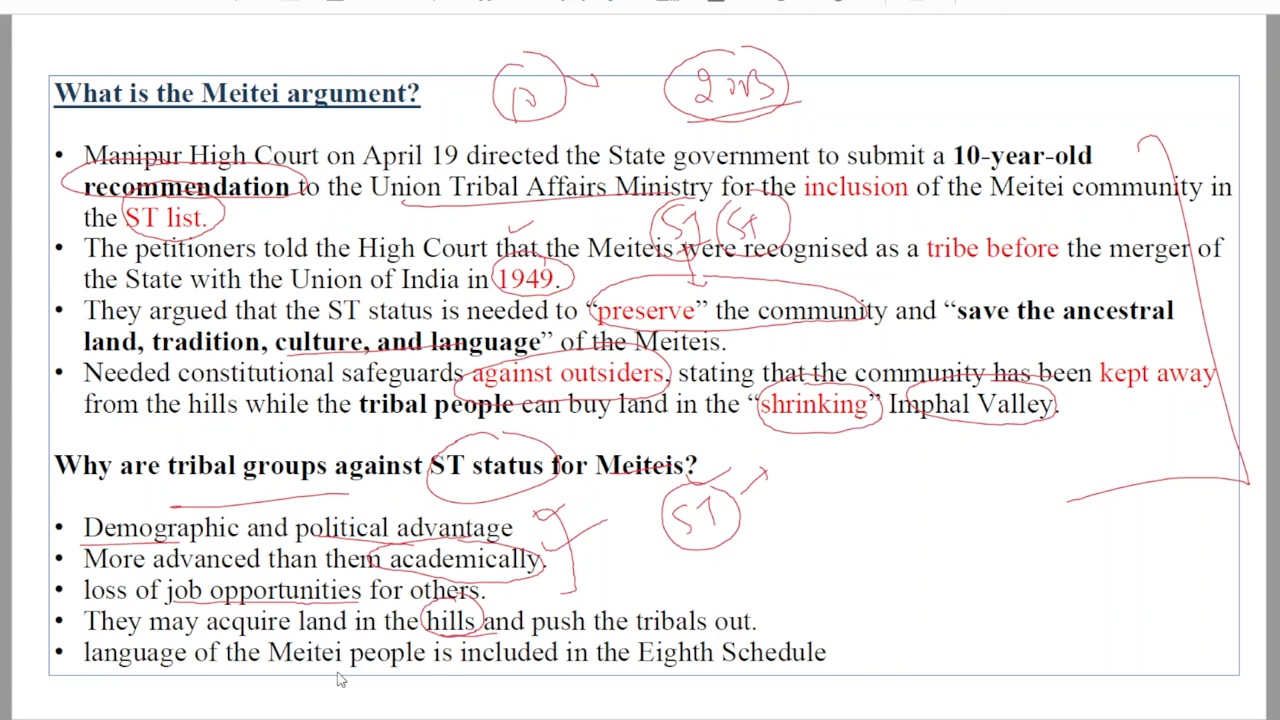 10
2013
What is the Meitei argument?
• Manipur High Court on April 19 directed the State government to submit a 10-year-old
recommendation to the Union Tribal Affairs Ministry for the inclusion of the Meitei community in
the ST list.
ST ST
• The petitioners told the High Court that the Meiteis were recognised as a tribe before the merger of
the State with the Union of India in 1949.
• They argued that the ST status is needed to “preserve” the community and “save the ancestral
land, tradition, culture, and language” of the Meiteis.
• Needed constitutional safeguards against outsiders, stating that the community has been kept away
from the hills while the tribal people can buy land in the “shrinking” Imphal Valley.
Why are tribal groups against ST status for Meiteis?
ST
• Demographic and political advantage
• More advanced than them academically.
• loss of job opportunities for others.
• They may acquire land in the hills and push the tribals out.
• language of the Meitei people is included in the Eighth Schedule